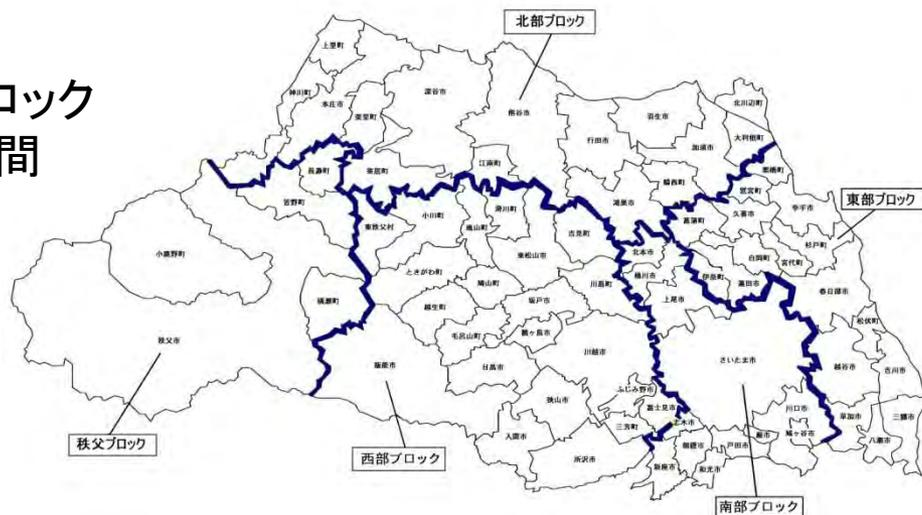 ロック
間
北部ブロック
東部ブロック
秩父ブロック
西部ブロック
南部ブロック
上里町
神川町
本庄市
美里町
深谷市
熊谷市
行田市
羽生市
加須市
北川辺町
大利根町
栗橋町
鷲宮町
幸手市
久喜市
菖蒲町
騎西町
鴻巣市
江南町
寄居町
長瀞町
皆野町
小鹿野町
秩父市
横瀬町
東秩父村
小川町
嵐山町
滑川町
吉見町
東松山市
ときがわ町
鳩山町
越生町
毛呂山町
坂戸市
鶴ヶ島市
川島町
川越市
日高市
飯能市
狭山市
入間市
所沢市
ふじみ野市
富士見市
三芳町
志木市
新座市
朝霞市
和光市
戸田市
蕨市
川口市
鳩ヶ谷市
さいたま市
上尾市
桶川市
北本市
伊奈町
蓮田市
白岡町
宮代町
杉戸町
春日部市
松伏町
越谷市
吉川市
草加市
三郷市
八潮市